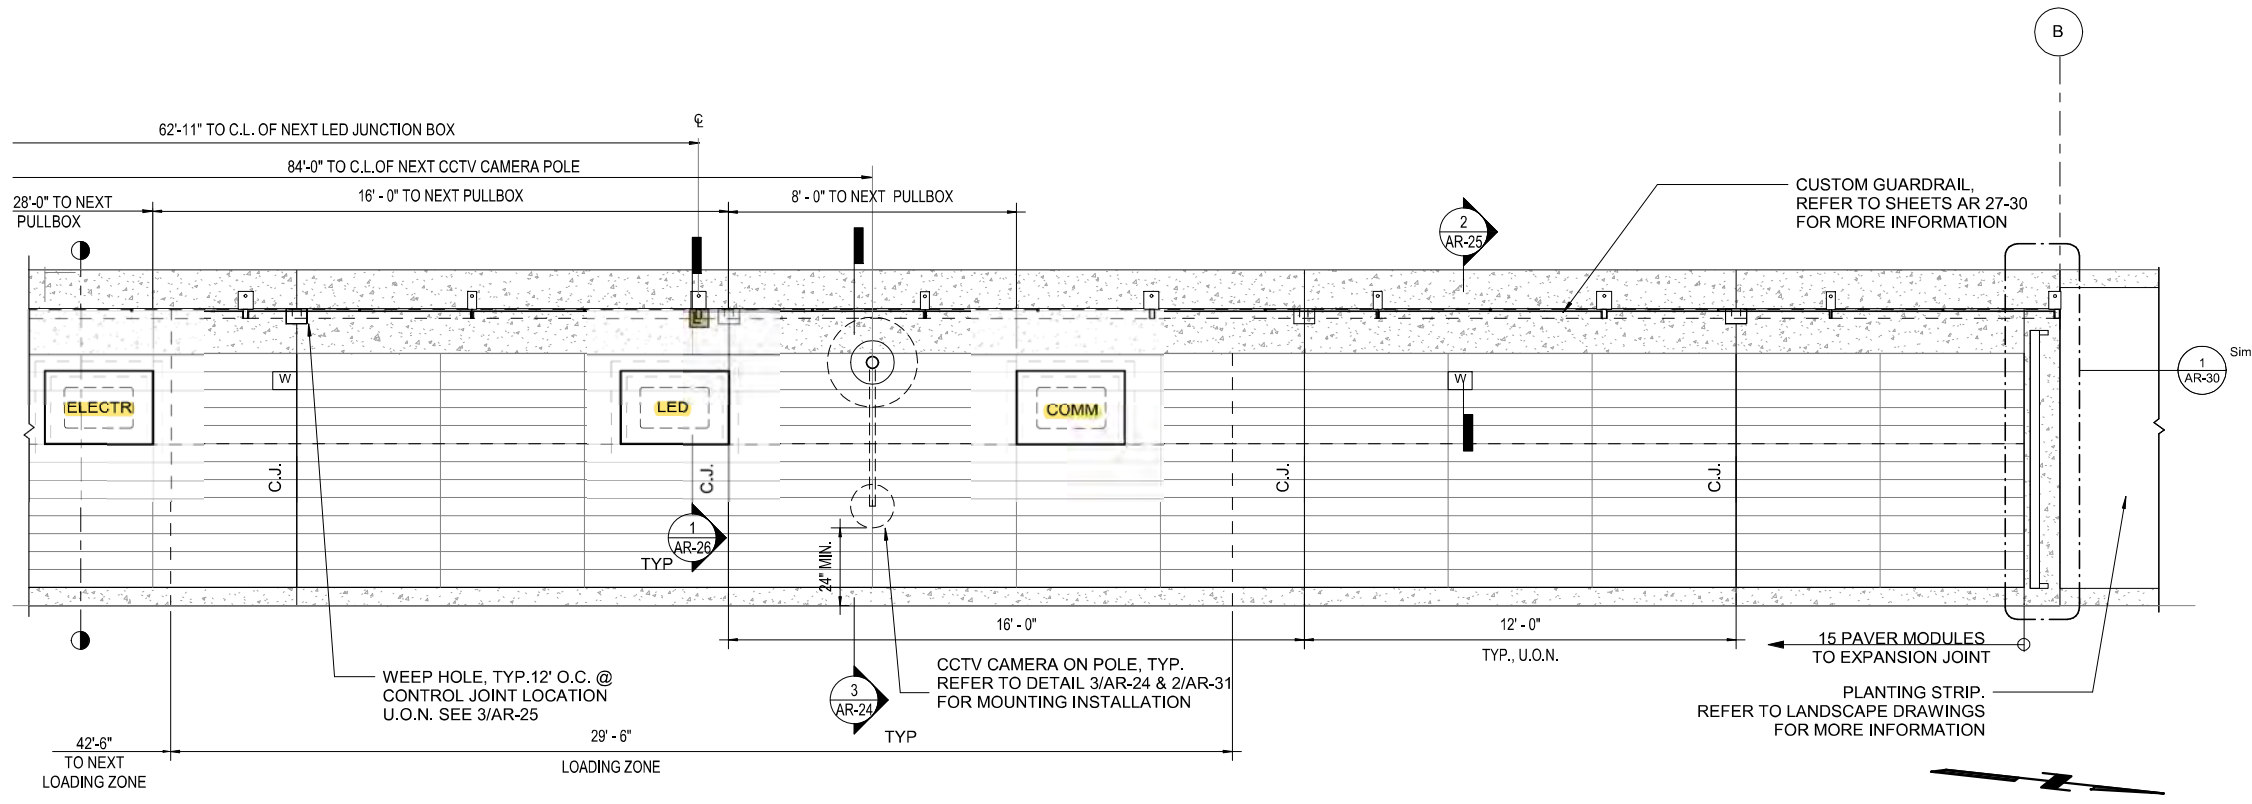 B
62'-11" TO C.L. OF NEXT LED JUNCTION BOX
84'-0" TO C.L.OF NEXT CCTV CAMERA POLE
28'-0" TO NEXT
PULLBOX
16' - 0" TO NEXT PULLBOX
8' - 0" TO NEXT PULLBOX
2
AR-25
CUSTOM GUARDRAIL,
REFER TO SHEETS AR 27-30
FOR MORE INFORMATION
1
AR-30
Sim
W
W
ELECTR
LED
COMM
C.J.
C.J.
C.J.
C.J.
1
AR-26
TYP
24" MIN.
16' - 0"
12' - 0"
TYP., U.O.N.
15 PAVER MODULES
TO EXPANSION JOINT
WEEP HOLE, TYP.12' O.C. @
CONTROL JOINT LOCATION
U.O.N. SEE 3/AR-25
3
AR-24
TYP
CCTV CAMERA ON POLE, TYP.
REFER TO DETAIL 3/AR-24 & 2/AR-31
FOR MOUNTING INSTALLATION
PLANTING STRIP.
REFER TO LANDSCAPE DRAWINGS
FOR MORE INFORMATION
42'-6"
TO NEXT
LOADING ZONE
29' - 6"
LOADING ZONE